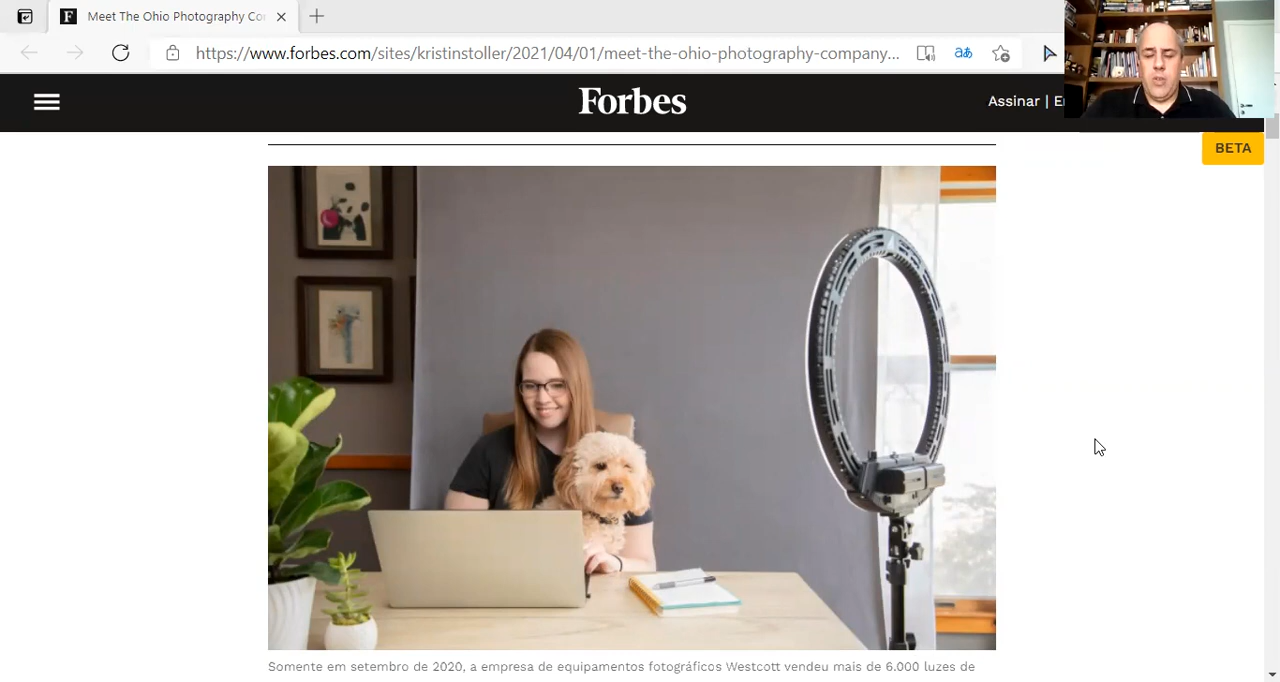 Meet The Ohio Photography Co
https://www.forbes.com/sites/kristinstoller/2021/04/01/meet-the-ohio-photography-company...
Forbes
Assinar |
BETA
Somente em setembro de 2020, a empresa de equipamentos fotográficos Westcott vendeu mais de 6.000 luzes de